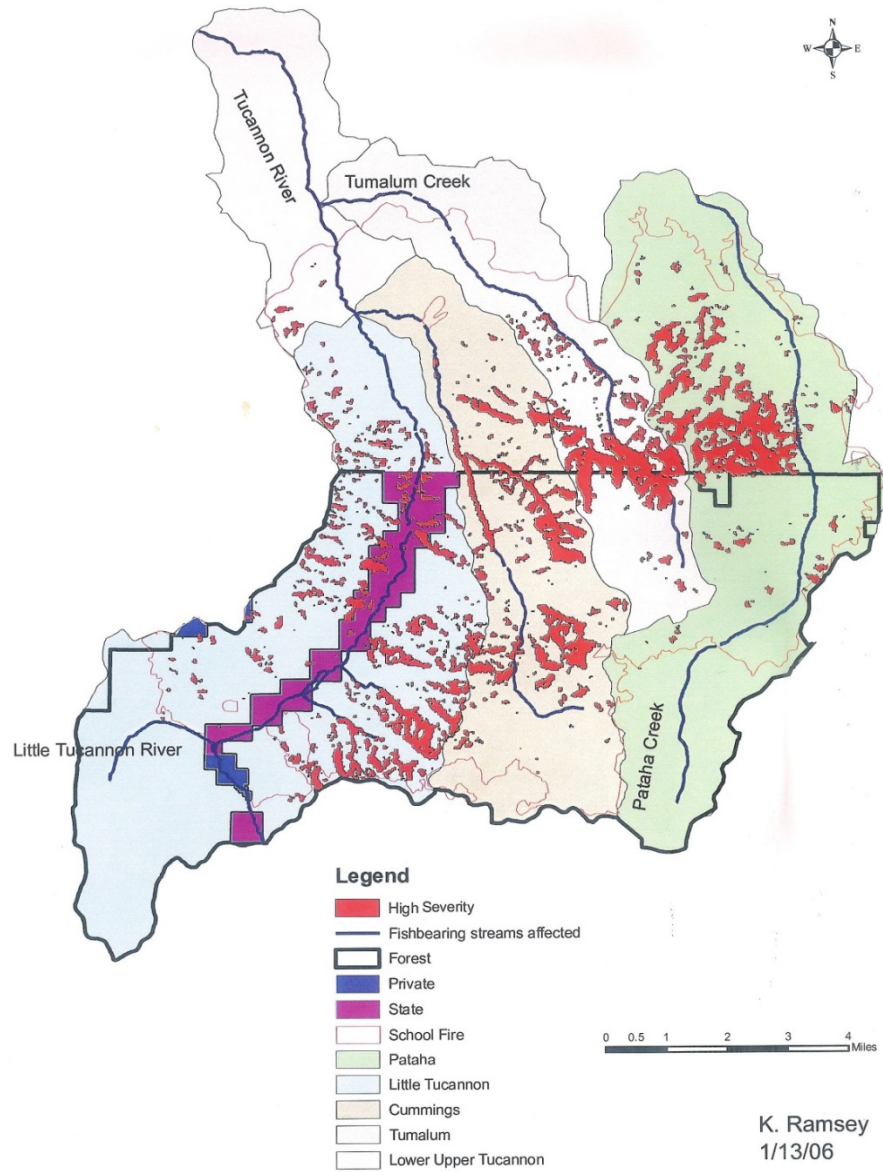 N
W E
S
Tucannon River
Tumalum Creek
Little Tucannon River
Pataha Creek
Legend
High Severity
Fishbearing streams affected
Forest
Private
State
School Fire
Pataha
Little Tucannon
Cummings
Tumalum
Lower Upper Tucannon
0 0.5 1 2 3 4
Miles
K. Ramsey
1/13/06